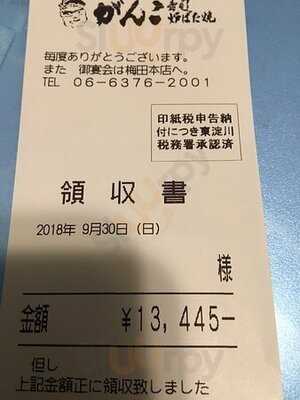 がんこ 寿司 炉ばた焼
毎度ありがとうございます。
また 御宴会は梅田本店へ。
TEL 06-6376-2001
印紙税申告納
付につき東淀川
税務署承認済
領収書
2018年 9月30日（日）
様
金額 ¥13,445-
但し
上記金額正に領収致しました